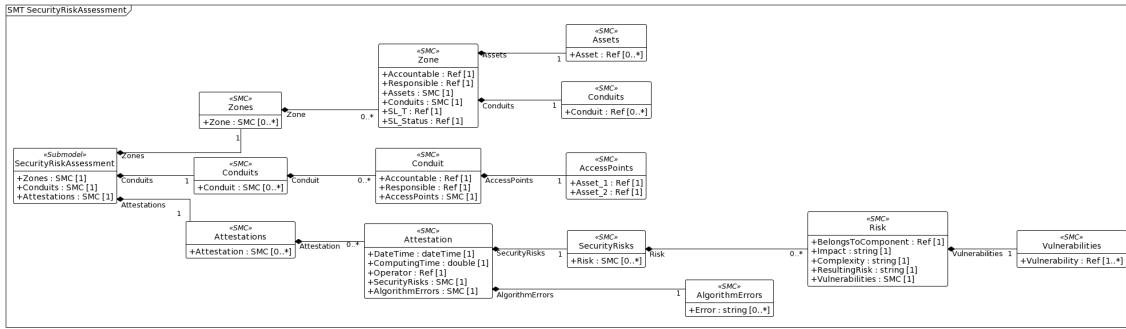 SMT SecurityRiskAssessment
«SMC»
Assets
+Asset : Ref [0..*]
«SMC»
Zone
+Accountable : Ref [1]
+Responsible : Ref [1]
+Assets : SMC [1]
+Conduits : SMC [1]
+SL_T : Ref [1]
+SL_Status : Ref [1]
Assets
1
«SMC»
Conduits
+Conduit : Ref [0..*]
Conduits
1
«SMC»
Zones
+Zone : SMC [0..*]
Zone
0..*
1
«Submodel»
SecurityRiskAssessment
+Zones : SMC [1]
+Conduits : SMC [1]
+Attestations : SMC [1]
Zones
Conduits
1
Attestations
1
«SMC»
Conduits
+Conduit : SMC [0..*]
Conduit
0..*
«SMC»
Conduit
+Accountable : Ref [1]
+Responsible : Ref [1]
+AccessPoints : SMC [1]
AccessPoints
1
«SMC»
AccessPoints
+Asset_1 : Ref [1]
+Asset_2 : Ref [1]
«SMC»
Attestations
+Attestation : SMC [0..*]
Attestation
0..*
«SMC»
Attestation
+DateTime : dateTime [1]
+ComputingTime : double [1]
+Operator : Ref [1]
+SecurityRisks : SMC [1]
+AlgorithmErrors : SMC [1]
SecurityRisks
1
AlgorithmErrors
1
«SMC»
SecurityRisks
+Risk : SMC [0..*]
Risk
0..*
«SMC»
Risk
+BelongsToComponent : Ref [1]
+Impact : string [1]
+Complexity : string [1]
+ResultingRisk : string [1]
+Vulnerabilities : SMC [1]
Vulnerabilities
1
«SMC»
Vulnerabilities
+Vulnerability : Ref [1..*]
«SMC»
AlgorithmErrors
+Error : string [0..*]